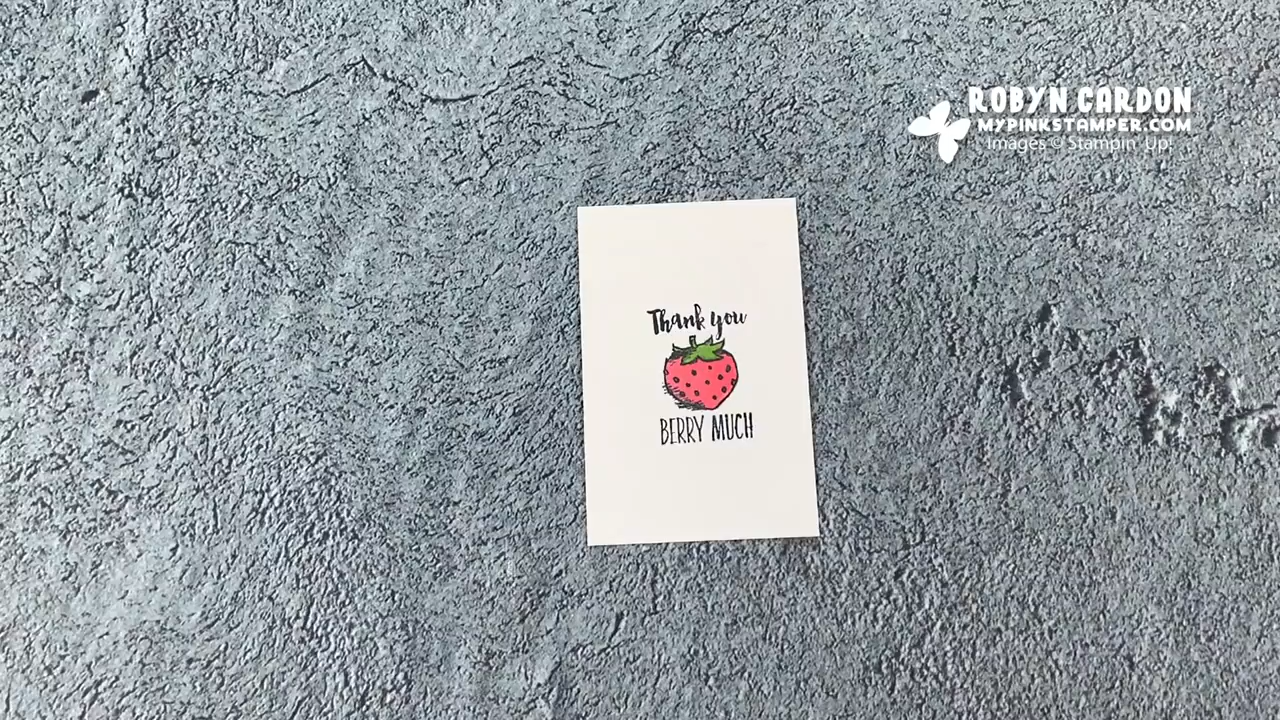 ROBYN CARDON
MYPINKSTAMPER.COM
Images © Stampin' Up!
Thank you
BERRY MUCH